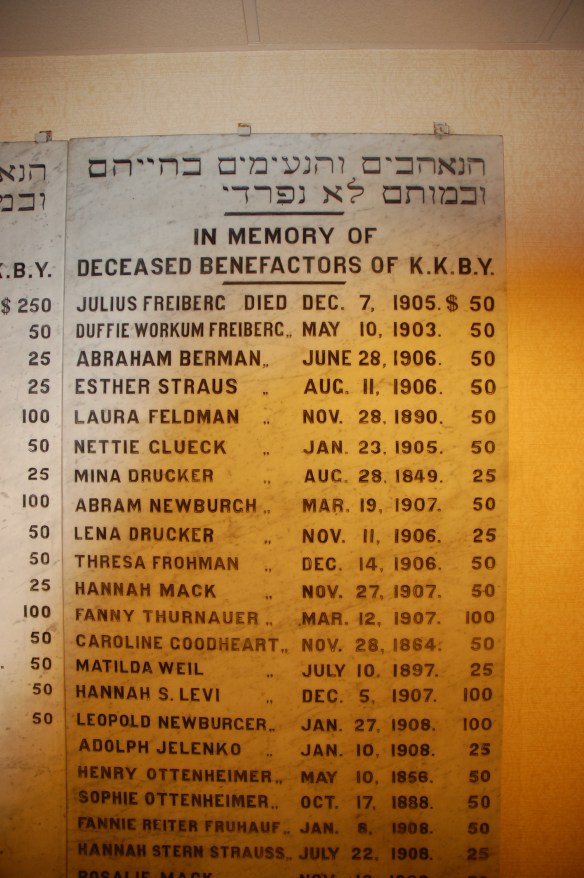 K.B.Y.
$ 250
50
25
25
100
50
25
100
50
50
25
100
50
50
50
50
הנאהבים והנעימים בחייהם
ובמותם לא נפרדי
IN MEMORY OF
DECEASED BENEFACTORS OF K.K.B.Y.
JULIUS FREIBERG DIED DEC. 7, 1905. $ 50
DUFFIE WORKUM FREIBERG „ MAY 10, 1903. 50
ABRAHAM BERMAN „ JUNE 28, 1906. 50
ESTHER STRAUS „ AUG. 11, 1906. 50
LAURA FELDMAN „ NOV. 28, 1890. 50
NETTIE GLUECK „ JAN. 23, 1905. 50
MINA DRUCKER „ AUG. 28, 1849. 25
ABRAM NEWBURGH „ MAR. 19, 1907. 50
LENA DRUCKER „ NOV. 11, 1906. 25
THRESA FROHMAN „ DEC. 14, 1906. 50
HANNAH MACK „ NOV. 27, 1907. 50
FANNY THURNAUER „ MAR. 12, 1907. 100
CAROLINE GOODHEART „ NOV. 28, 1864. 50
MATILDA WEIL „ JULY 10, 1897. 25
HANNAH S. LEVI „ DEC. 5, 1907. 100
LEOPOLD NEWBURGER „ JAN. 27, 1908. 100
ADOLPH JELENKO „ JAN. 10, 1908. 25
HENRY OTTENHEIMER „ MAY 10, 1856. 50
SOPHIE OTTENHEIMER „ OCT. 17, 1888. 50
FANNIE REITER FRUHAUF „ JAN. 8, 1908. 50
HANNAH STERN STRAUSS „ JULY 22, 1908. 25
ROSALIE MACK